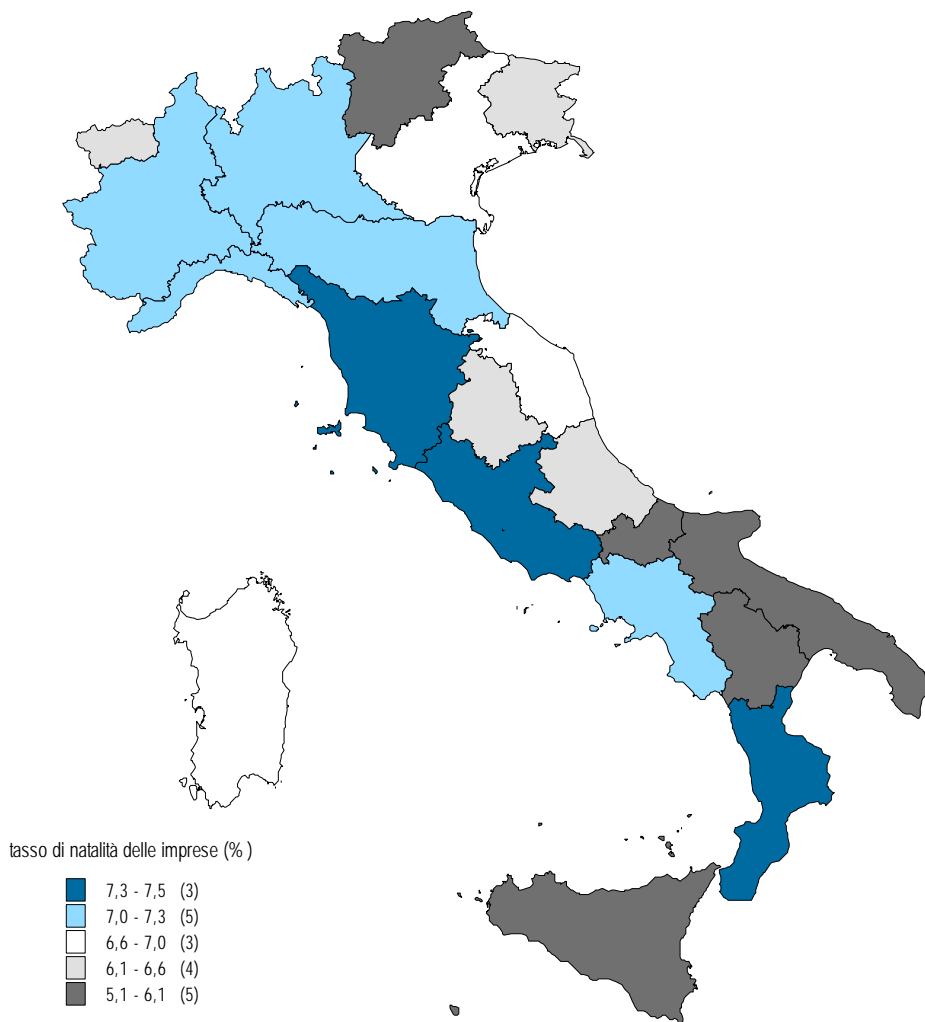 tasso di natalità delle imprese (%)
7,3 - 7,5 (3)
7,0 - 7,3 (5)
6,6 - 7,0 (3)
6,1 - 6,6 (4)
5,1 - 6,1 (5)